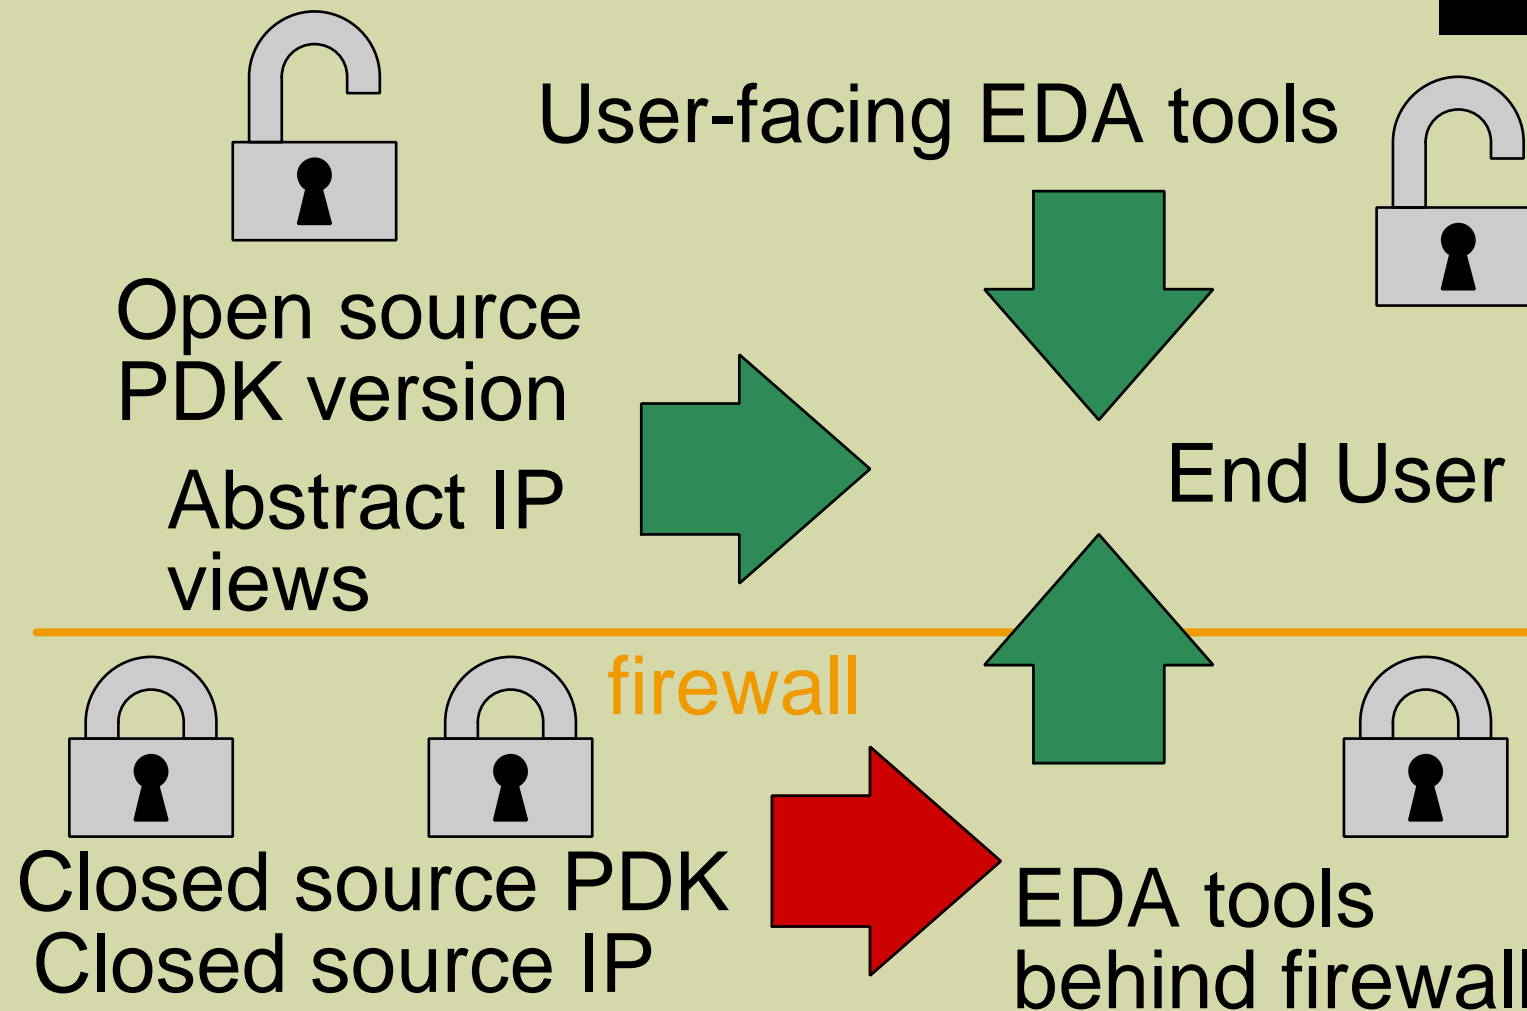 User-facing EDA tools
Open source
PDK version
Abstract IP
views
End User
firewall
Closed source PDK
Closed source IP
EDA tools
behind firewall